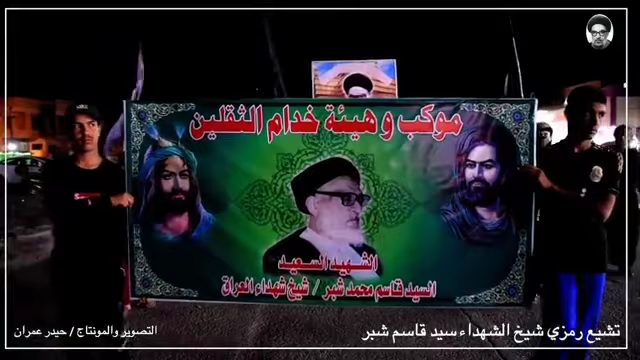 موكب وهيئة خدام الثقلين
الشهيد السعيد
السيد قاسم محمد شبر / شيخ شهداء العراق
تشيع رمزي شيخ الشهداء سيد قاسم شبر
التصوير والمونتاج / حيدر عمران